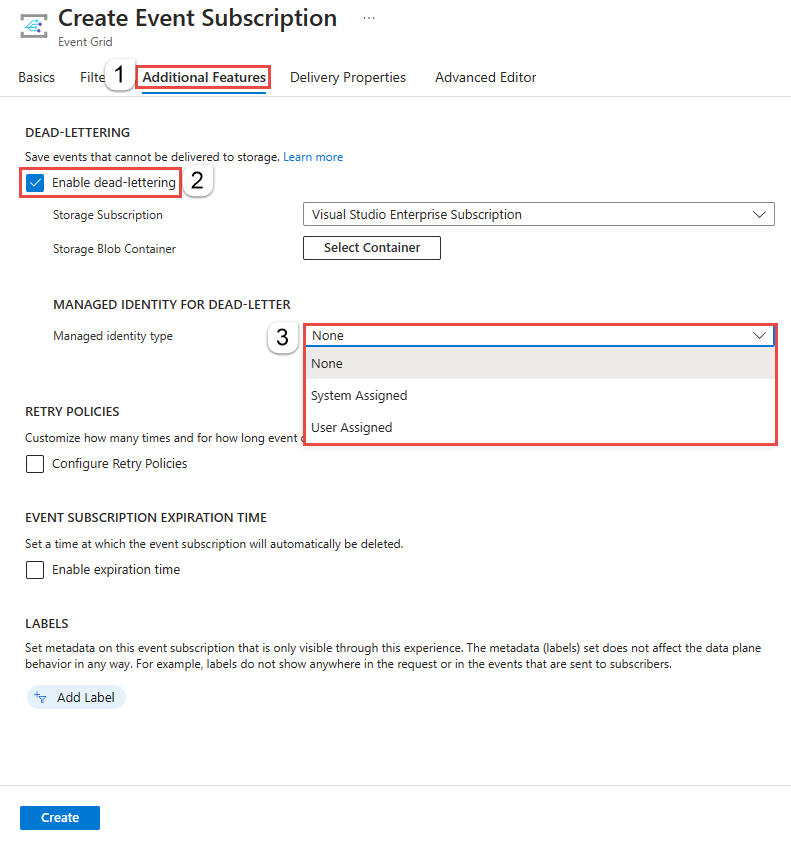 Create Event Subscription ...
Event Grid
Basics Filte 1 Additional Features Delivery Properties Advanced Editor
DEAD-LETTERING
Save events that cannot be delivered to storage. Learn more
Enable dead-lettering 2
Storage Subscription Visual Studio Enterprise Subscription
Storage Blob Container Select Container
MANAGED IDENTITY FOR DEAD-LETTER
Managed identity type 3 None
None
System Assigned
User Assigned
RETRY POLICIES
Customize how many times and for how long event
Configure Retry Policies
EVENT SUBSCRIPTION EXPIRATION TIME
Set a time at which the event subscription will automatically be deleted.
Enable expiration time
LABELS
Set metadata on this event subscription that is only visible through this experience. The metadata (labels) set does not affect the data plane
behavior in any way. For example, labels do not show anywhere in the request or in the events that are sent to subscribers.
Add Label
Create